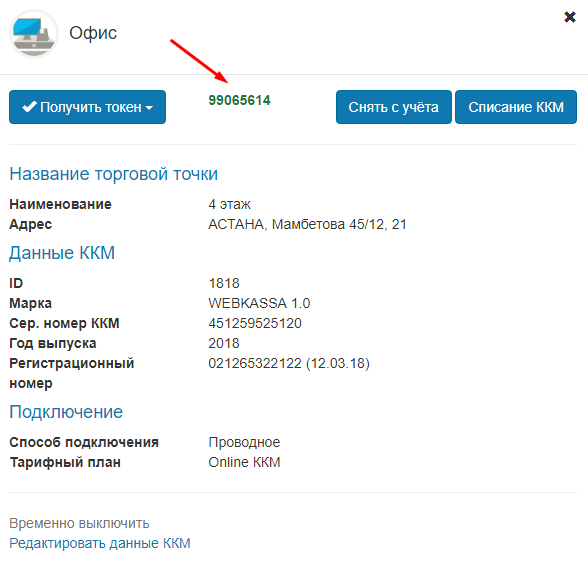 Офис
Получить токен 99065614 Снять с учёта Списание ККМ
Название торговой точки
Наименование 4 этаж
Адрес АСТАНА, Мамбетова 45/12, 21
Данные ККМ
ID 1818
Марка WEBKASSA 1.0
Сер. номер ККМ 451259525120
Год выпуска 2018
Регистрационный номер 021265322122 (12.03.18)
Подключение
Способ подключения Проводное
Тарифный план Online ККМ
Временно выключить
Редактировать данные ККМ